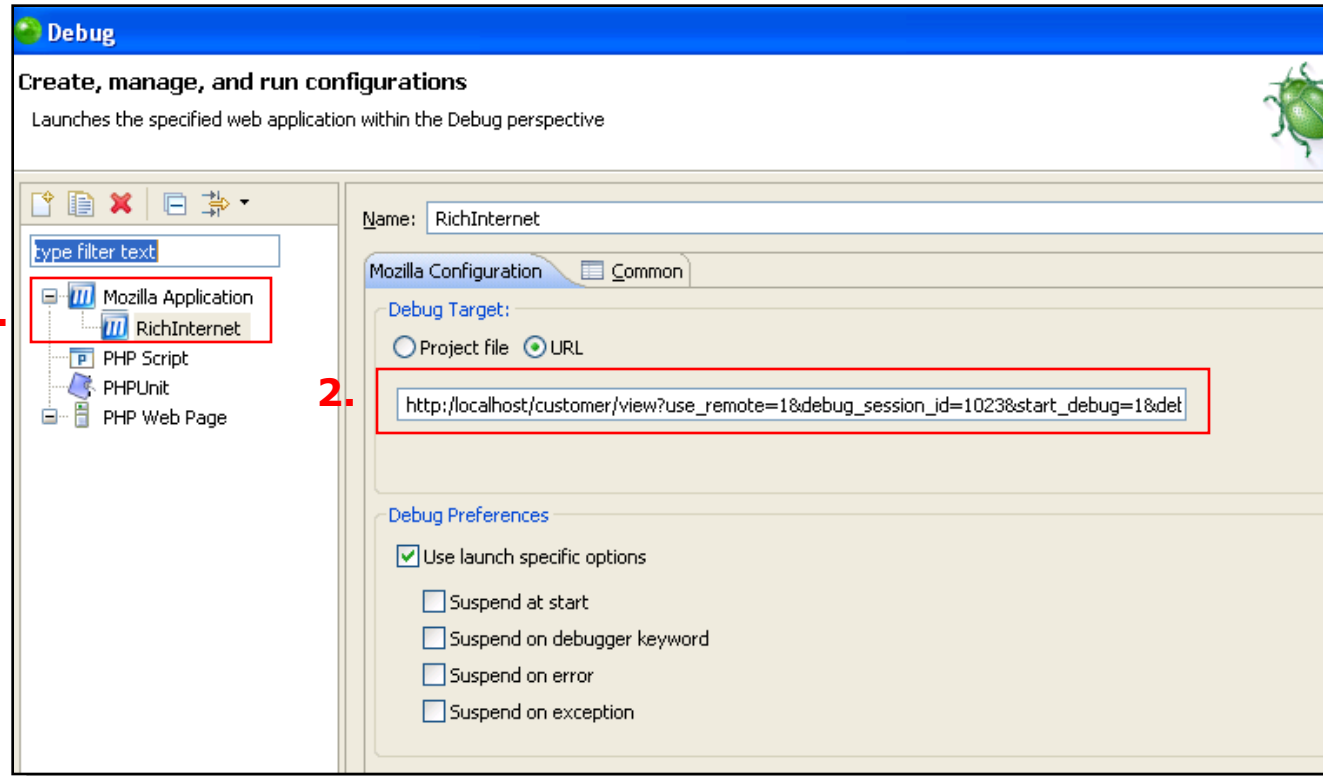 Debug
Create, manage, and run configurations
Launches the specified web application within the Debug perspective
type filter text
Mozilla Application
RichInternet
PHP Script
PHPUnit
PHP Web Page
.
Name: RichInternet
Mozilla Configuration Common
Debug Target:
Project file URL
2.
http:/localhost/customer/view?use_remote=1&debug_session_id=1023&start_debug=1&det
Debug Preferences
Use launch specific options
Suspend at start
Suspend on debugger keyword
Suspend on error
Suspend on exception